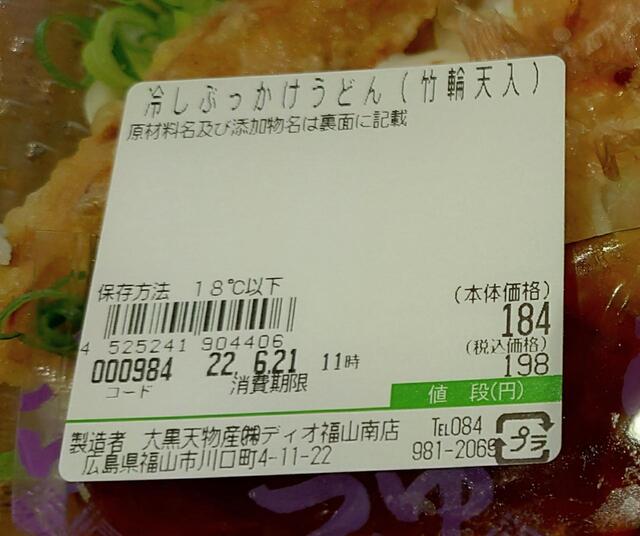 冷しぶっかけうどん(竹輪天入)
原材料名及び添加物名は裏面に記載
保存方法 18℃以下
(本体価格)
184
4 525241 904406
(税込価格)
198
000984 22. 6.21 11時
コード 消費期限
値 段(円)
製造者 大黒天物産㈱ディオ福山南店
広島県福山市川口町4-11-22
TEL084
981-2069
プラ
つゆ